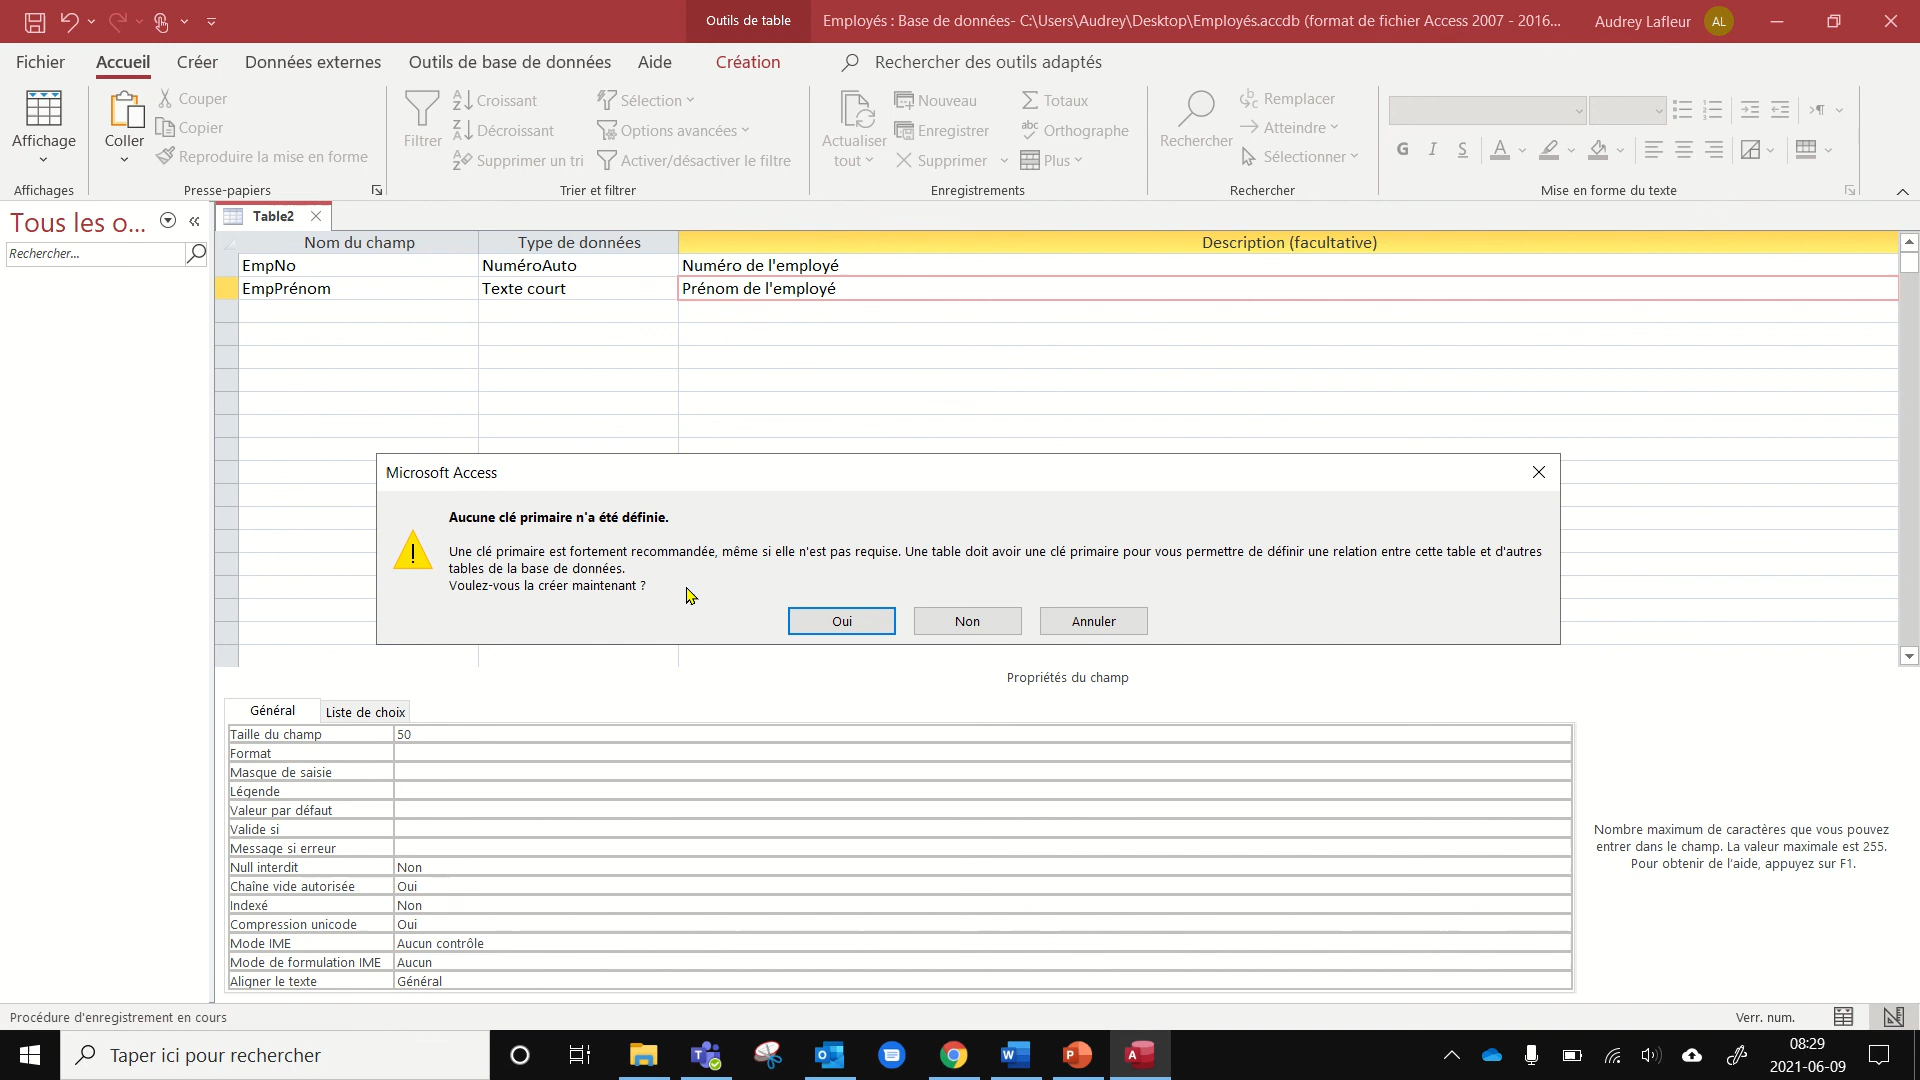 Outils de table
Employés : Base de données- C:\Users\Audrey\Desktop\Employés.accdb (format de fichier Access 2007 - 2016...
Audrey Lafleur
AL
Fichier Accueil Créer Données externes Outils de base de données Aide Création Rechercher des outils adaptés
Affichage
Affichages
Coller
Couper
Copier
Reproduire la mise en forme
Presse-papiers
Filtrer
Croissant
Décroissant
Supprimer un tri
Sélection
Options avancées
Activer/désactiver le filtre
Trier et filtrer
Actualiser
tout
Nouveau
Enregistrer
Supprimer
Totaux
Orthographe
Plus
Enregistrements
Rechercher
Remplacer
Atteindre
Sélectionner
Rechercher
G I S A
Mise en forme du texte
Tous les o...
Rechercher...
Table2
Nom du champ Type de données Description (facultative)
EmpNo NuméroAuto Numéro de l'employé
EmpPrénom Texte court Prénom de l'employé
Microsoft Access
Aucune clé primaire n'a été définie.
Une clé primaire est fortement recommandée, même si elle n'est pas requise. Une table doit avoir une clé primaire pour vous permettre de définir une relation entre cette table et d'autres
tables de la base de données.
Voulez-vous la créer maintenant ?
Oui Non Annuler
Propriétés du champ
Général Liste de choix
Taille du champ 50
Format
Masque de saisie
Légende
Valeur par défaut
Valide si
Message si erreur
Null interdit Non
Chaîne vide autorisée Oui
Indexé Non
Compression unicode Oui
Mode IME Aucun contrôle
Mode de formulation IME Aucun
Aligner le texte Général
Nombre maximum de caractères que vous pouvez
entrer dans le champ. La valeur maximale est 255.
Pour obtenir de l'aide, appuyez sur F1.
Procédure d'enregistrement en cours
Verr. num.
Taper ici pour rechercher
08:29
2021-06-09